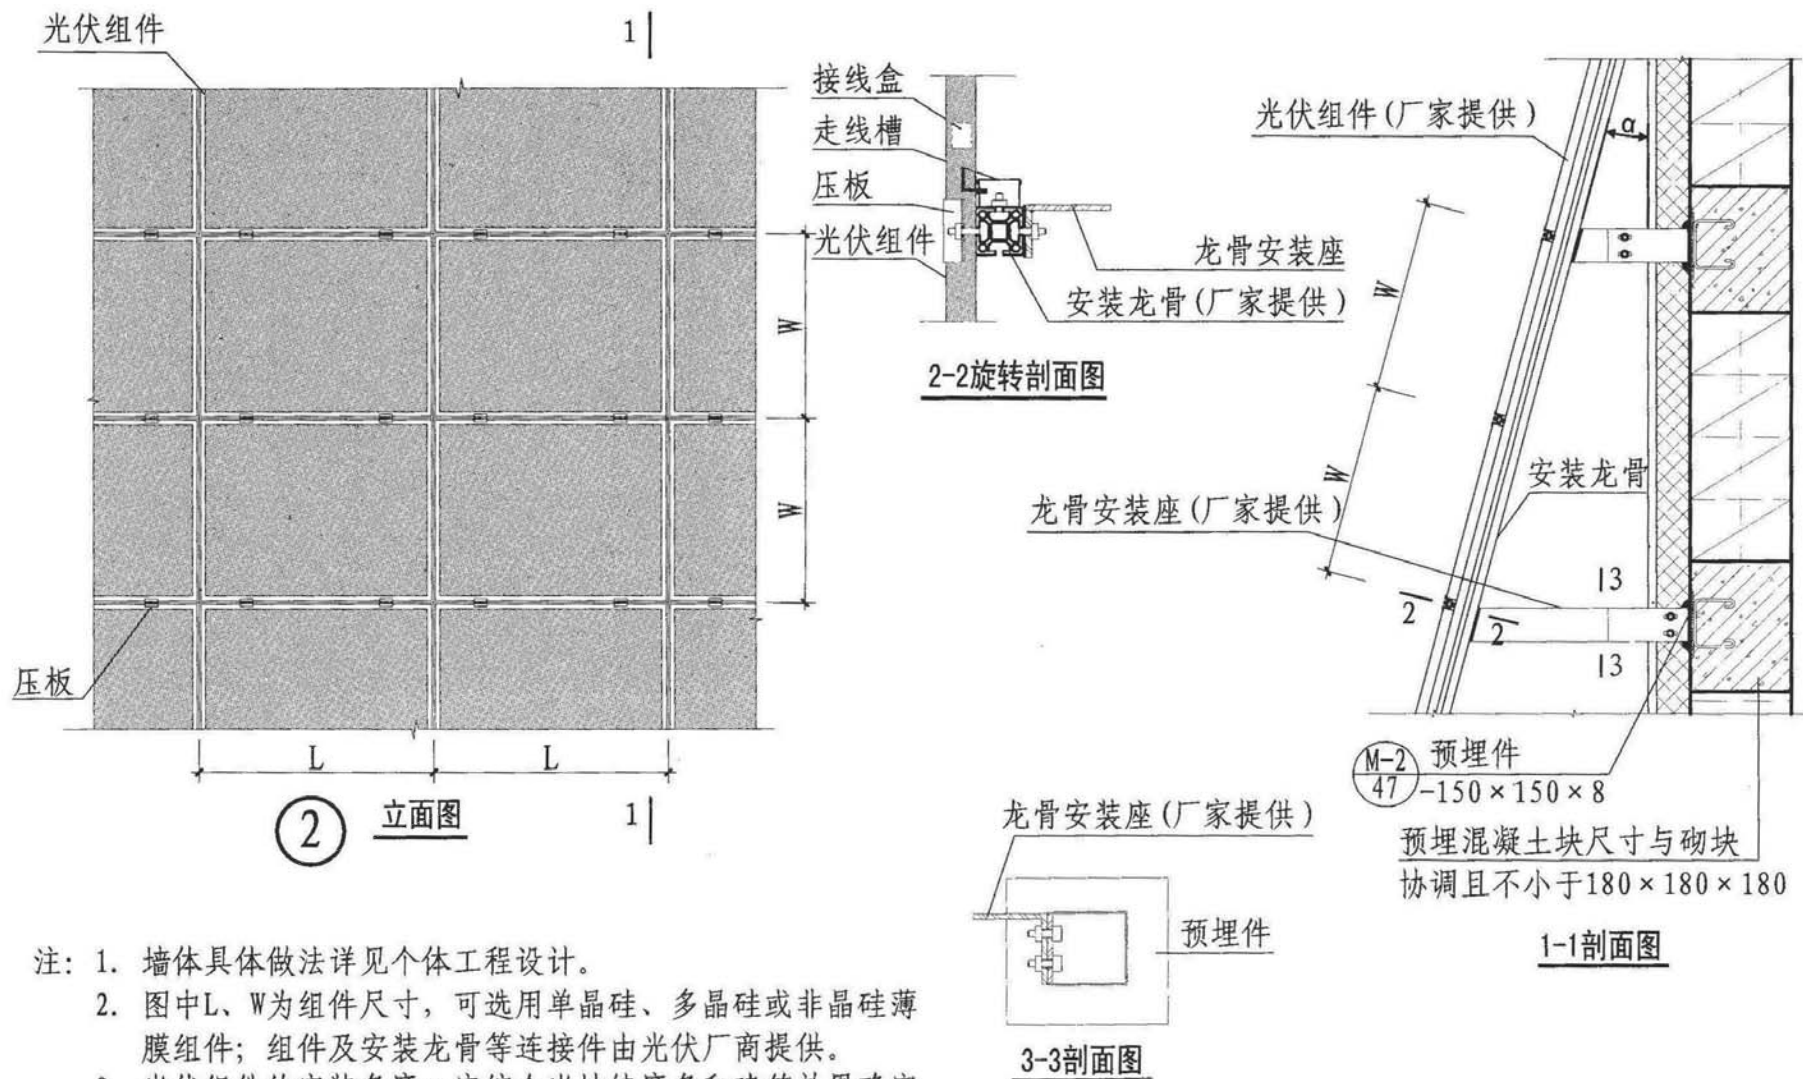 光伏组件
1
W
W
压板
L
L
② 立面图
1
接线盒
走线槽
压板
光伏组件
龙骨安装座
安装龙骨(厂家提供)
2-2旋转剖面图
光伏组件(厂家提供)
α
W
W
安装龙骨
龙骨安装座(厂家提供)
3
2
2
3
M-2
47
预埋件
-150×150×8
预埋混凝土块尺寸与砌块
协调且不小于180×180×180
1-1剖面图
龙骨安装座(厂家提供)
预埋件
3-3剖面图
注: 1. 墙体具体做法详见个体工程设计。
2. 图中L、W为组件尺寸，可选用单晶硅、多晶硅或非晶硅薄
膜组件；组件及安装龙骨等连接件由光伏厂商提供。